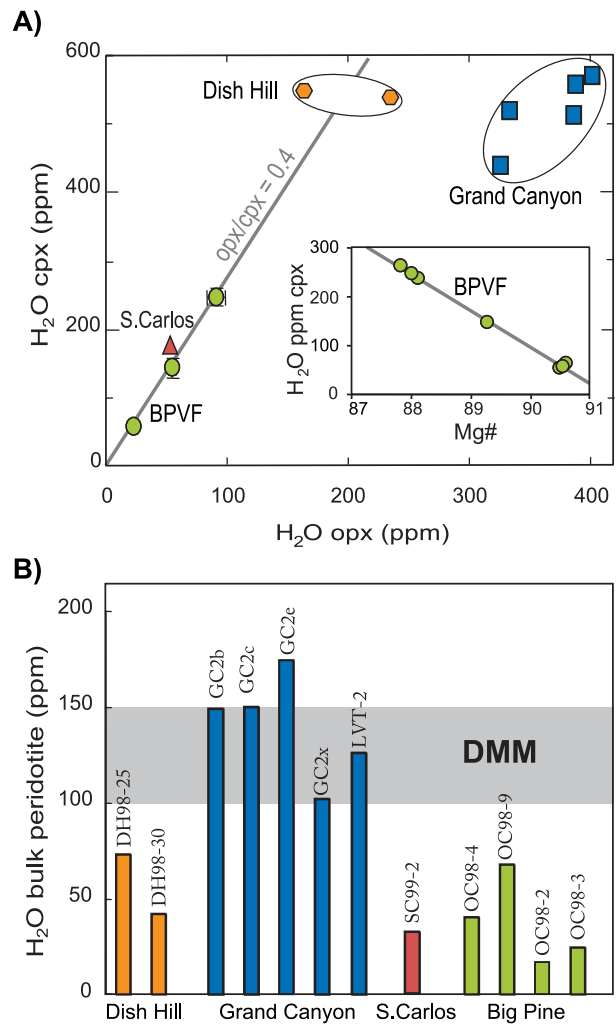 A)
600
400
200
0
H₂O cpx (ppm)
Dish Hill
opx/cpx = 0.4
S.Carlos
BPVF
Grand Canyon
0 100 200 300 400
H₂O opx (ppm)
300
200
100
0
H₂O ppm cpx
BPVF
87 88 89 90 91
Mg#
B)
200
150
100
50
0
H₂O bulk peridotite (ppm)
DMM
DH98-25
DH98-30
GC2b
GC2c
GC2e
GC2x
LVT-2
SC99-2
OC98-4
OC98-9
OC98-2
OC98-3
Dish Hill Grand Canyon S.Carlos Big Pine